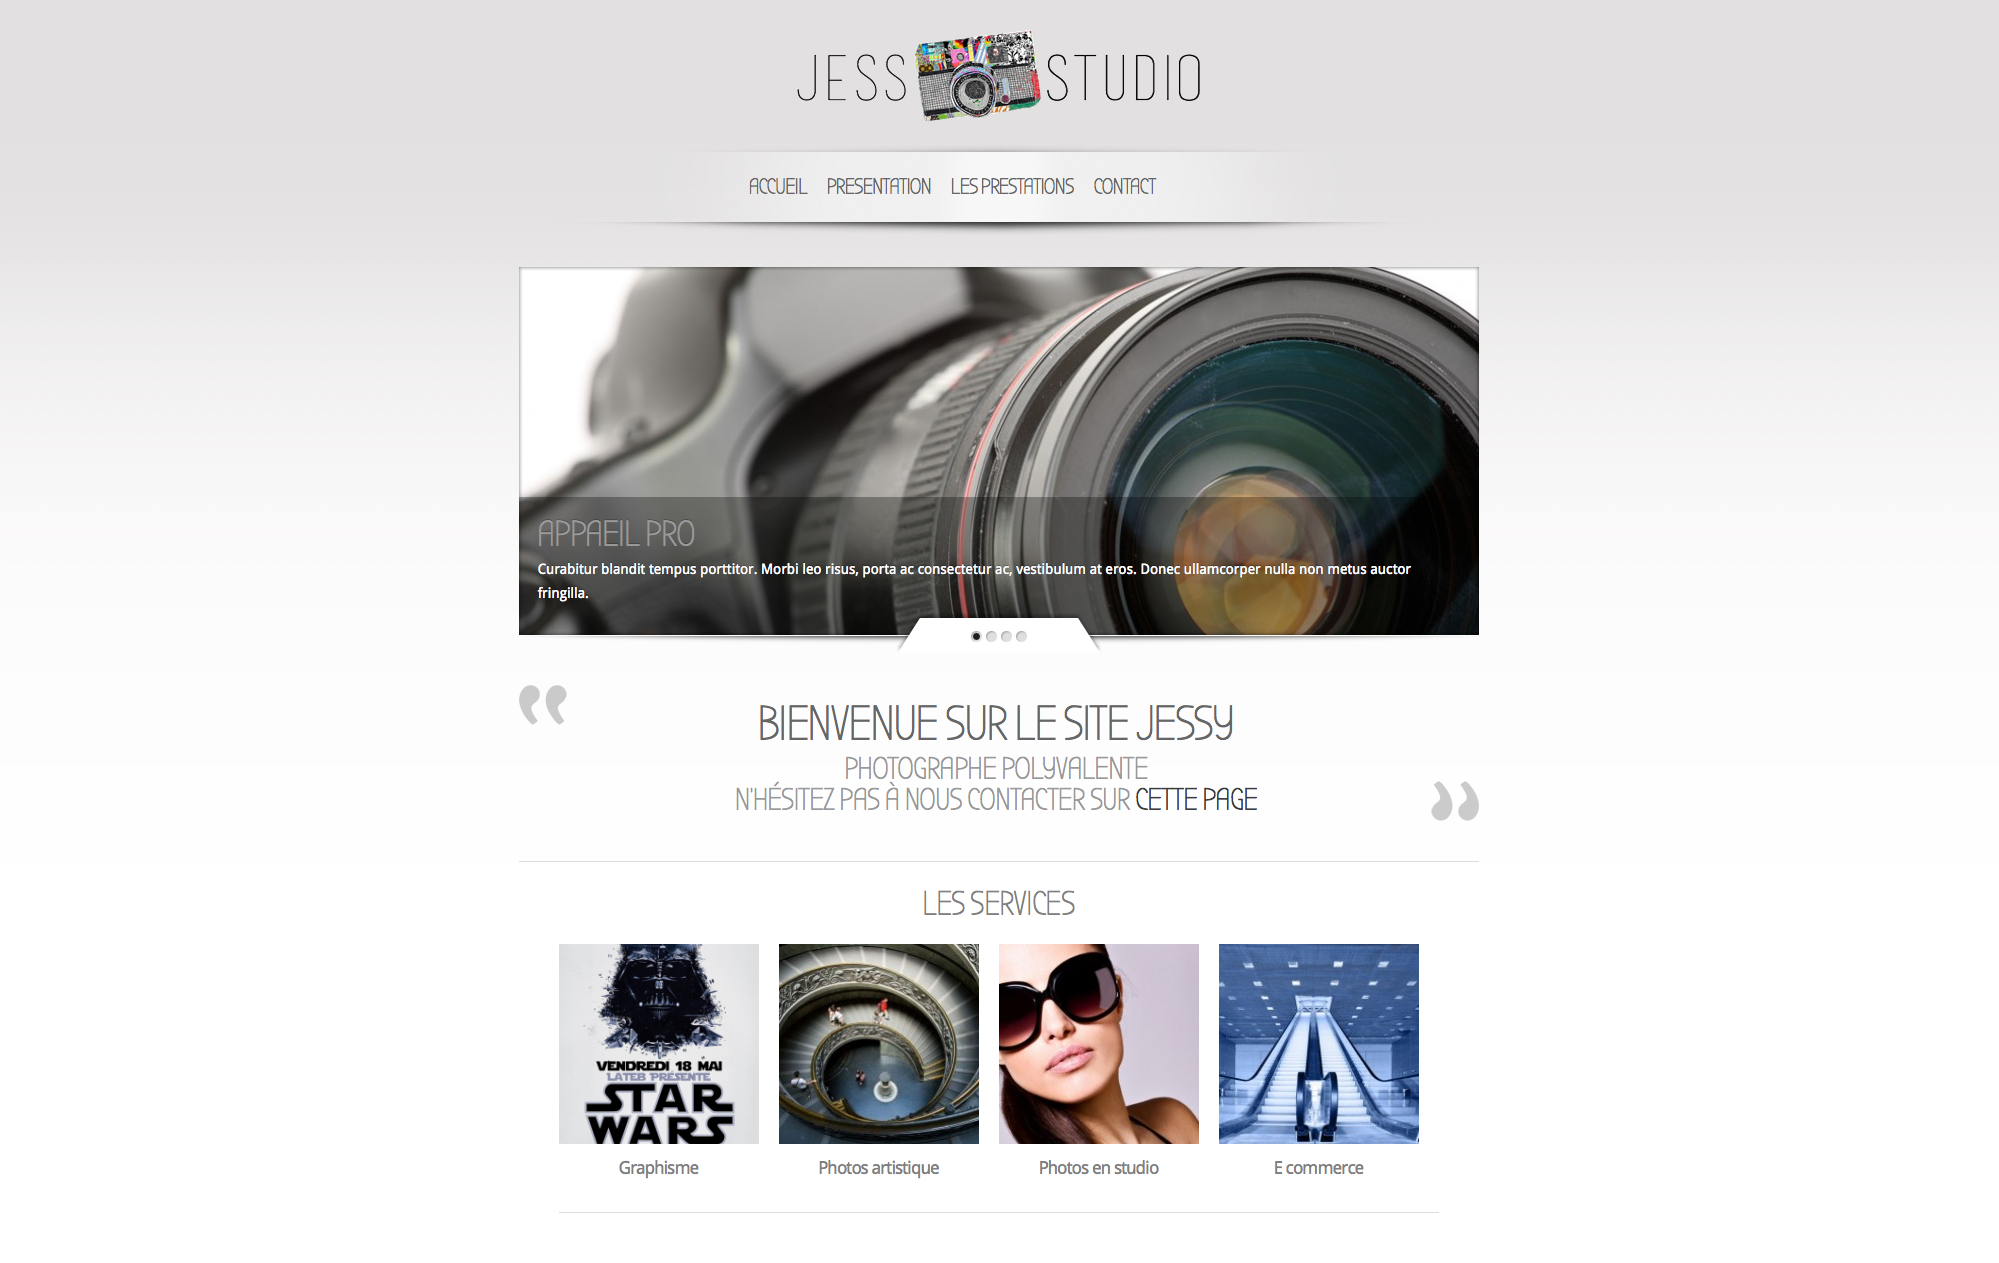 JESS STUDIO
ACCUEIL PRESENTATION LES PRESTATIONS CONTACT
APPAEIL PRO
Curabitur blandit tempus porttitor. Morbi leo risus, porta ac consectetur ac, vestibulum at eros. Donec ullamcorper nulla non metus auctor
fringilla.
“
BIENVENUE SUR LE SITE JESSY
PHOTOGRAPHE POLYVALENTE
N'HÉSITEZ PAS À NOUS CONTACTER SUR CETTE PAGE
”
LES SERVICES
VENDREDI 18 MAI
LATEB PRÉSENTE
STAR
WARS
Graphisme
Photos artistique
Photos en studio
E commerce